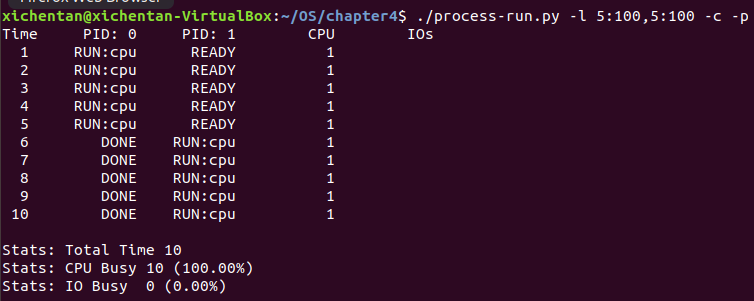 Firefox Web Browser
xichentan@xichentan-VirtualBox:~/OS/chapter4$ ./process-run.py -l 5:100,5:100 -c -p
Time PID: 0 PID: 1 CPU IOs
1 RUN:cpu READY 1
2 RUN:cpu READY 1
3 RUN:cpu READY 1
4 RUN:cpu READY 1
5 RUN:cpu READY 1
6 DONE RUN:cpu 1
7 DONE RUN:cpu 1
8 DONE RUN:cpu 1
9 DONE RUN:cpu 1
10 DONE RUN:cpu 1
Stats: Total Time 10
Stats: CPU Busy 10 (100.00%)
Stats: IO Busy 0 (0.00%)